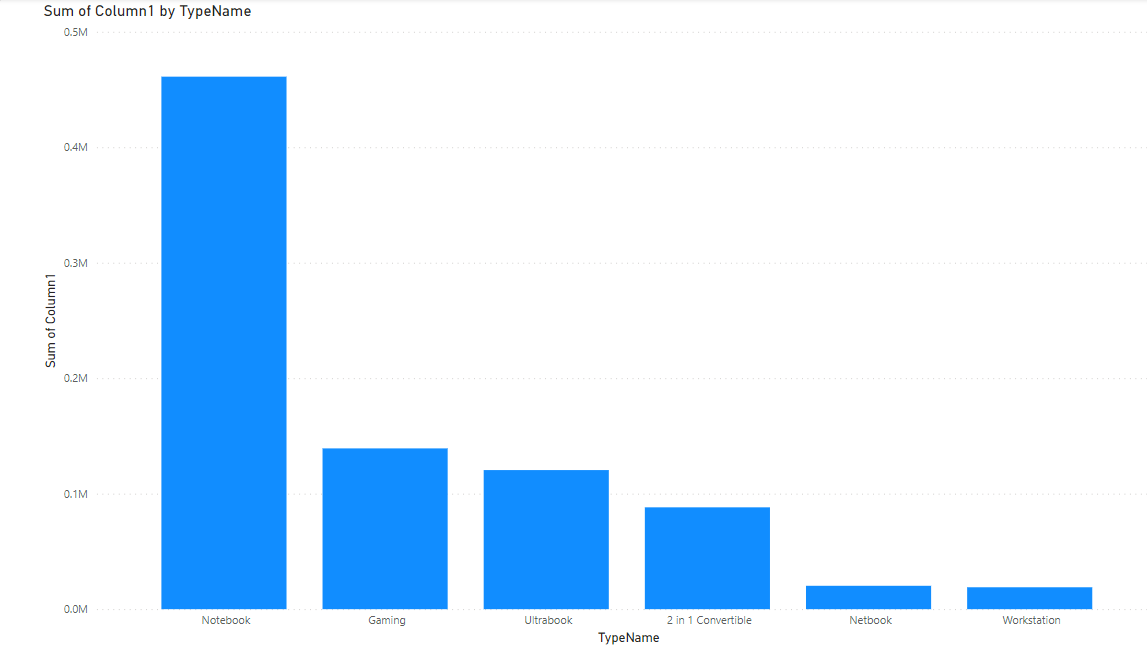 Sum of Column1 by TypeName
0.5M
0.4M
0.3M
0.2M
0.1M
0.0M
Sum of Column1
Notebook
Gaming
Ultrabook
2 in 1 Convertible
Netbook
Workstation
TypeName